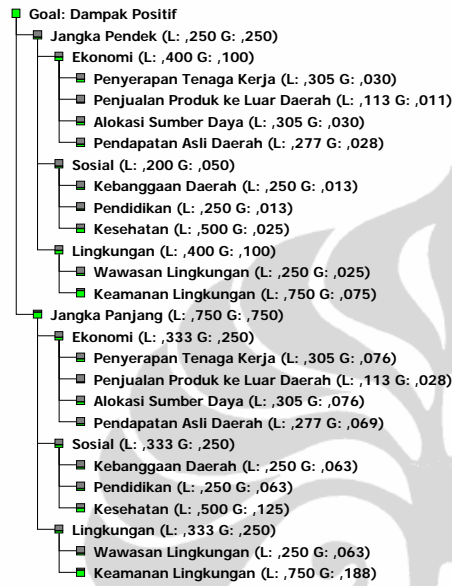 Goal: Dampak Positif
Jangka Pendek (L: ,250 G: ,250)
Ekonomi (L: ,400 G: ,100)
Penyerapan Tenaga Kerja (L: ,305 G: ,030)
Penjualan Produk ke Luar Daerah (L: ,113 G: ,011)
Alokasi Sumber Daya (L: ,305 G: ,030)
Pendapatan Asli Daerah (L: ,277 G: ,028)
Sosial (L: ,200 G: ,050)
Kebanggaan Daerah (L: ,250 G: ,013)
Pendidikan (L: ,250 G: ,013)
Kesehatan (L: ,500 G: ,025)
Lingkungan (L: ,400 G: ,100)
Wawasan Lingkungan (L: ,250 G: ,025)
Keamanan Lingkungan (L: ,750 G: ,075)
Jangka Panjang (L: ,750 G: ,750)
Ekonomi (L: ,333 G: ,250)
Penyerapan Tenaga Kerja (L: ,305 G: ,076)
Penjualan Produk ke Luar Daerah (L: ,113 G: ,028)
Alokasi Sumber Daya (L: ,305 G: ,076)
Pendapatan Asli Daerah (L: ,277 G: ,069)
Sosial (L: ,333 G: ,250)
Kebanggaan Daerah (L: ,250 G: ,063)
Pendidikan (L: ,250 G: ,063)
Kesehatan (L: ,500 G: ,125)
Lingkungan (L: ,333 G: ,250)
Wawasan Lingkungan (L: ,250 G: ,063)
Keamanan Lingkungan (L: ,750 G: ,188)